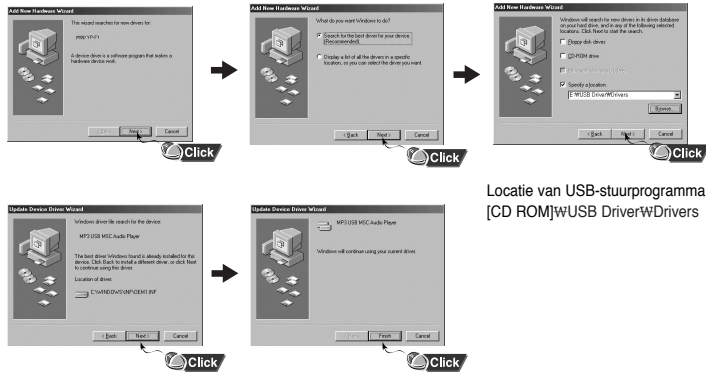 Add New Hardware Wizard
This wizard searches for new drivers for:
yepp YP-F1
A device driver is a software program that makes a
hardware device work.
< Back
Next >
Cancel
Click
Add New Hardware Wizard
What do you want Windows to do?
Search for the best driver for your device.
(Recommended).
Display a list of all the drivers in a specific
location, so you can select the driver you want.
< Back
Next >
Cancel
Click
Add New Hardware Wizard
Windows will search for new drivers in its driver database
on your hard drive, and in any of the following selected
locations. Click Next to start the search.
Floppy disk drives
CD-ROM drive
Specify a location:
E:₩USB Driver₩Drivers
Browse...
< Back
Next >
Cancel
Click
Locatie van USB-stuurprogramma
[CD ROM]₩USB Driver₩Drivers
Update Device Driver Wizard
Windows driver file search for the device:
MP3 USB MSC Audio Player
The best driver Windows found is already installed for this
device. Click Back to install a different driver, or click Next
to continue using this driver.
Location of driver:
C:\WINDOWS\INF\OEM1.INF
< Back
Next >
Cancel
Click
Update Device Driver Wizard
MP3 USB MSC Audio Player
Windows will continue using your current driver.
< Back
Finish
Cancel
Click